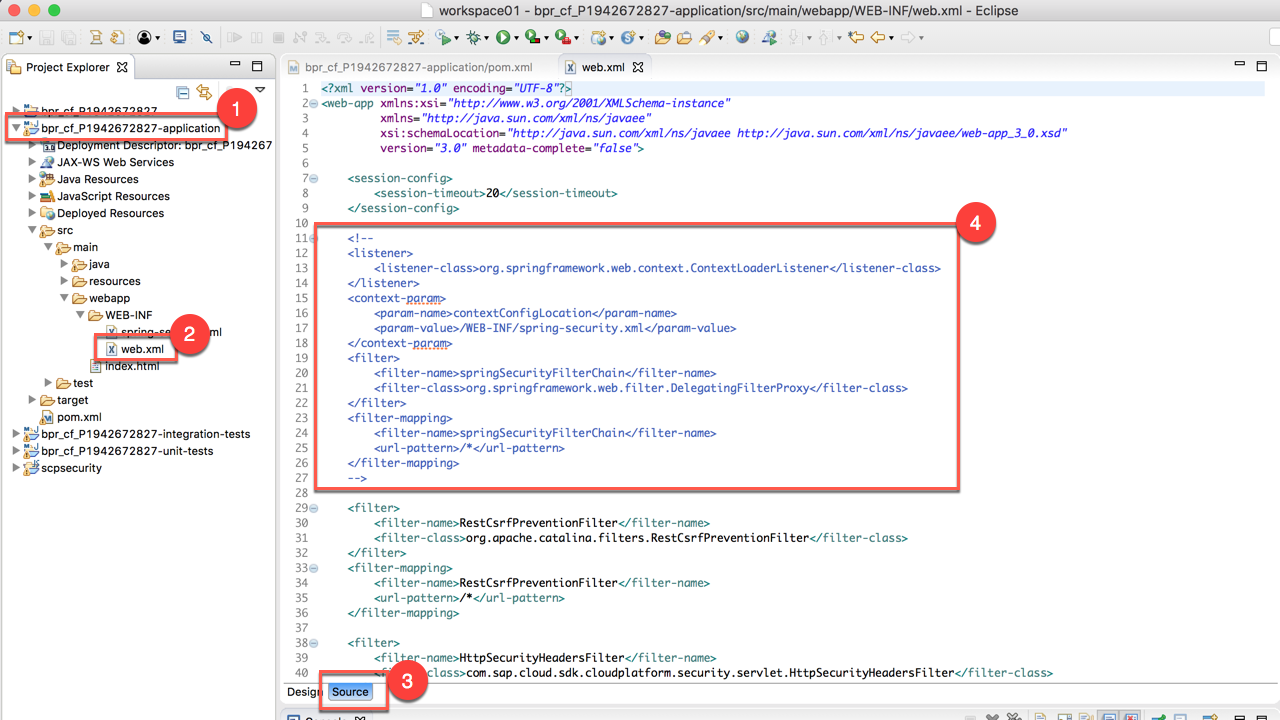 workspace01 - bpr_cf_P1942672827-application/src/main/webapp/WEB-INF/web.xml - Eclipse
Project Explorer
bpr_cf_P1942672827
1
bpr_cf_P1942672827-application
Deployment Descriptor: bpr_cf_P194267
JAX-WS Web Services
Java Resources
JavaScript Resources
Deployed Resources
src
main
java
resources
webapp
WEB-INF
2
web.xml
index.html
test
target
pom.xml
bpr_cf_P1942672827-integration-tests
bpr_cf_P1942672827-unit-tests
scpsecurity
bpr_cf_P1942672827-application/pom.xml
web.xml
1 <?xml version="1.0" encoding="UTF-8"?>
2 <web-app xmlns:xsi="http://www.w3.org/2001/XMLSchema-instance"
3 xmlns="http://java.sun.com/xml/ns/javaee"
4 xsi:schemaLocation="http://java.sun.com/xml/ns/javaee http://java.sun.com/xml/ns/javaee/web-app_3_0.xsd"
5 version="3.0" metadata-complete="false">
6
7 <session-config>
8 <session-timeout>20</session-timeout>
9 </session-config>
10
4
11 <!--
12 <listener>
13 <listener-class>org.springframework.web.context.ContextLoaderListener</listener-class>
14 </listener>
15 <context-param>
16 <param-name>contextConfigLocation</param-name>
17 <param-value>/WEB-INF/spring-security.xml</param-value>
18 </context-param>
19 <filter>
20 <filter-name>springSecurityFilterChain</filter-name>
21 <filter-class>org.springframework.web.filter.DelegatingFilterProxy</filter-class>
22 </filter>
23 <filter-mapping>
24 <filter-name>springSecurityFilterChain</filter-name>
25 <url-pattern>/*</url-pattern>
26 </filter-mapping>
27 -->
28
29 <filter>
30 <filter-name>RestCsrfPreventionFilter</filter-name>
31 <filter-class>org.apache.catalina.filters.RestCsrfPreventionFilter</filter-class>
32 </filter>
33 <filter-mapping>
34 <filter-name>RestCsrfPreventionFilter</filter-name>
35 <url-pattern>/*</url-pattern>
36 </filter-mapping>
37
38 <filter>
39 <filter-name>HttpSecurityHeadersFilter</filter-name>
40 class>com.sap.cloud.sdk.cloudplatform.security.servlet.HttpSecurityHeadersFilter</filter-class>
3
Design Source